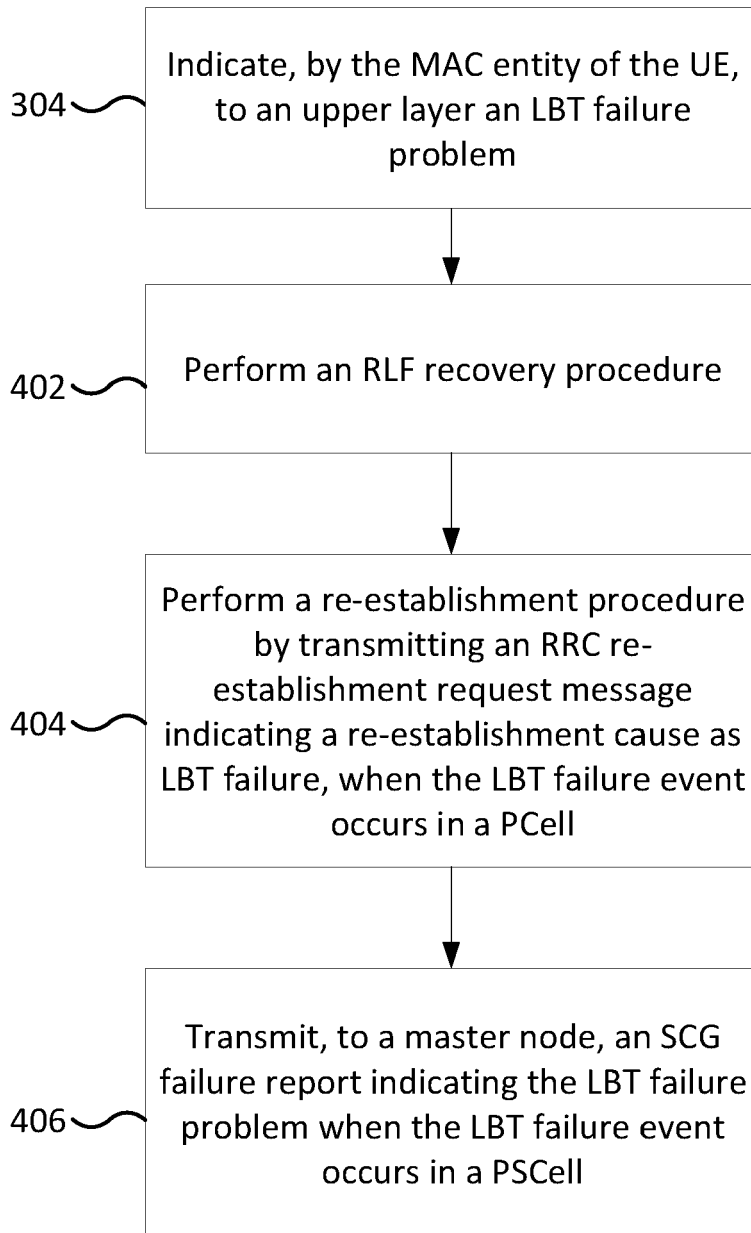 304
Indicate, by the MAC entity of the UE,
to an upper layer an LBT failure
problem
402
Perform an RLF recovery procedure
404
Perform a re-establishment procedure
by transmitting an RRC re-
establishment request message
indicating a re-establishment cause as
LBT failure, when the LBT failure event
occurs in a PCell
406
Transmit, to a master node, an SCG
failure report indicating the LBT failure
problem when the LBT failure event
occurs in a PSCell